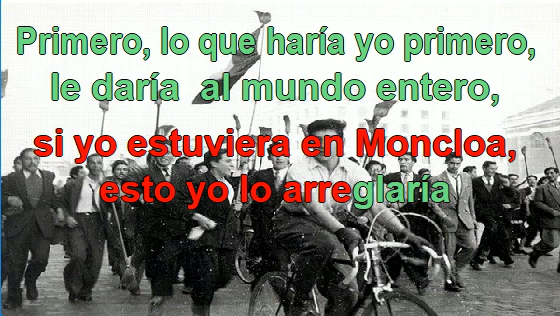 Primero, lo que haría yo primero,
le daría al mundo entero,
si yo estuviera en Moncloa,
esto yo lo arreglaría